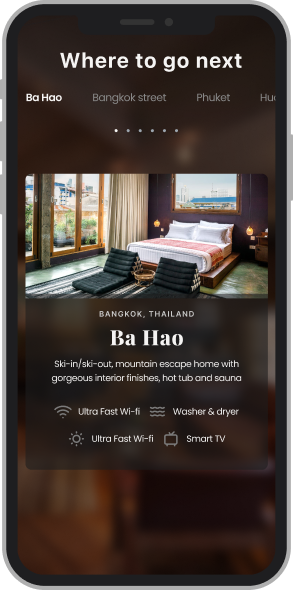 Where to go next
Ba Hao Bangkok street Phuket
BANGKOK, THAILAND
Ba Hao
Ski-in/ski-out, mountain escape home with
gorgeous interior finishes, hot tub and sauna
Ultra Fast Wi-fi Washer & dryer
Ultra Fast Wi-fi Smart TV